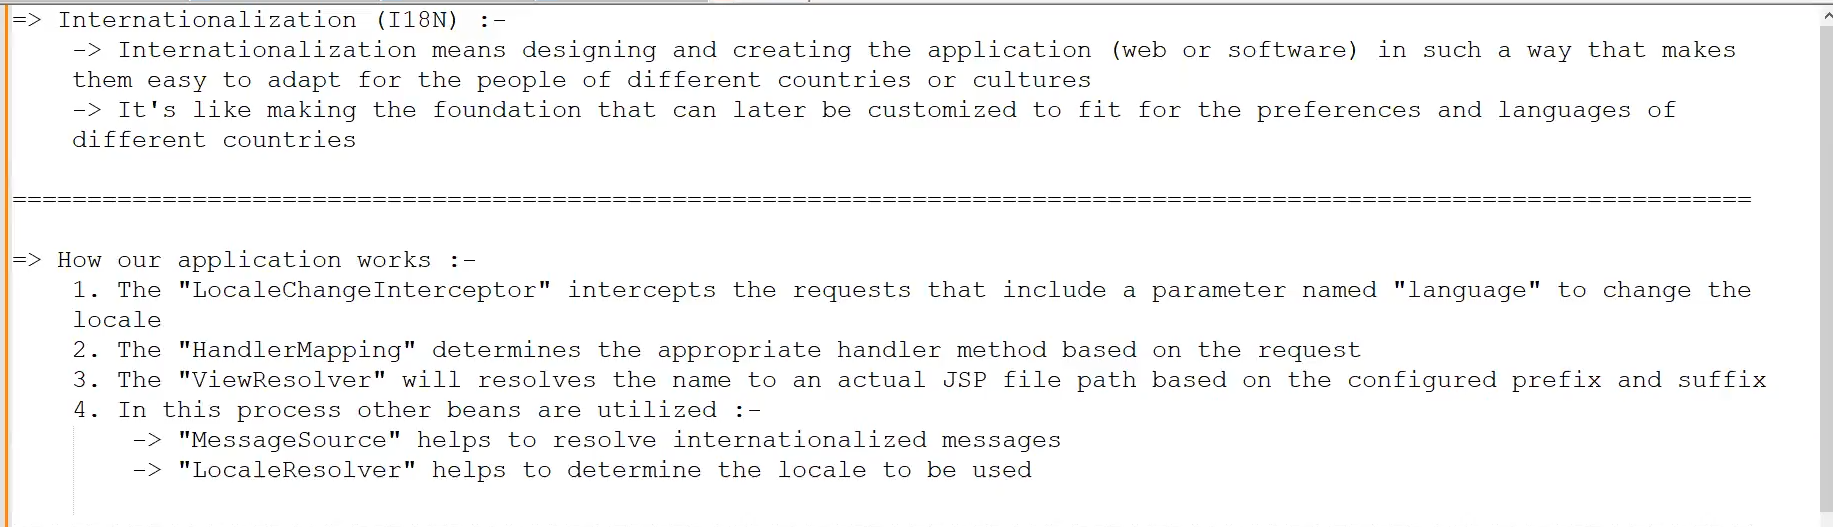 => Internationalization (I18N) :-
-> Internationalization means designing and creating the application (web or software) in such a way that makes
them easy to adapt for the people of different countries or cultures
-> It's like making the foundation that can later be customized to fit for the preferences and languages of
different countries
====================================================================================================================
=> How our application works :-
1. The "LocaleChangeInterceptor" intercepts the requests that include a parameter named "language" to change the
locale
2. The "HandlerMapping" determines the appropriate handler method based on the request
3. The "ViewResolver" will resolves the name to an actual JSP file path based on the configured prefix and suffix
4. In this process other beans are utilized :-
-> "MessageSource" helps to resolve internationalized messages
-> "LocaleResolver" helps to determine the locale to be used